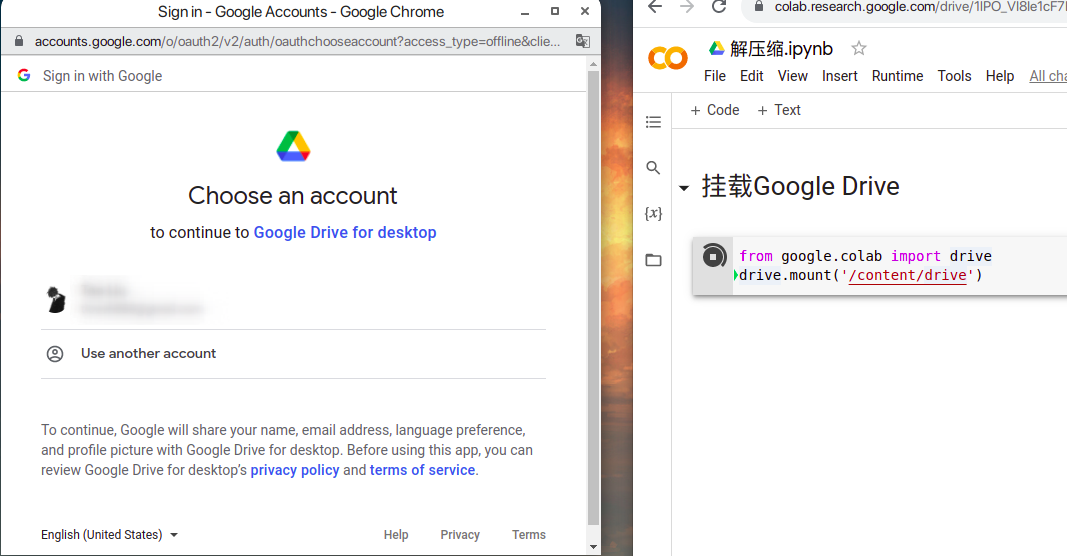 Sign in - Google Accounts - Google Chrome
accounts.google.com/o/oauth2/v2/auth/oauthchooseaccount?access_type=offline&clie...
Sign in with Google
Choose an account
to continue to Google Drive for desktop
Use another account
To continue, Google will share your name, email address, language preference,
and profile picture with Google Drive for desktop. Before using this app, you can
review Google Drive for desktop's privacy policy and terms of service.
English (United States)
Help Privacy Terms
colab.research.google.com/drive/1IPO_VI8le1cF7
解压缩.ipynb
File Edit View Insert Runtime Tools Help All cha
+ Code + Text
挂载Google Drive
{x}
from google.colab import drive
drive.mount('/content/drive')